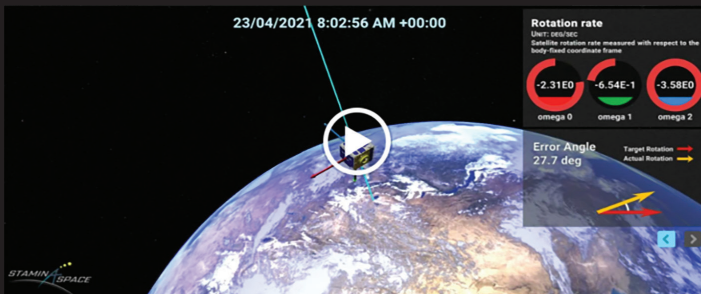 23/04/2021 8:02:56 AM +00:00
Rotation rate
UNIT: DEG/SEC
Satellite rotation rate measured with respect to the
body-fixed coordinate frame
-2.31E0 -6.54E-1 -3.58E0
omega 0 omega 1 omega 2
Error Angle
27.7 deg
Target Rotation
Actual Rotation
STAMINA SPACE